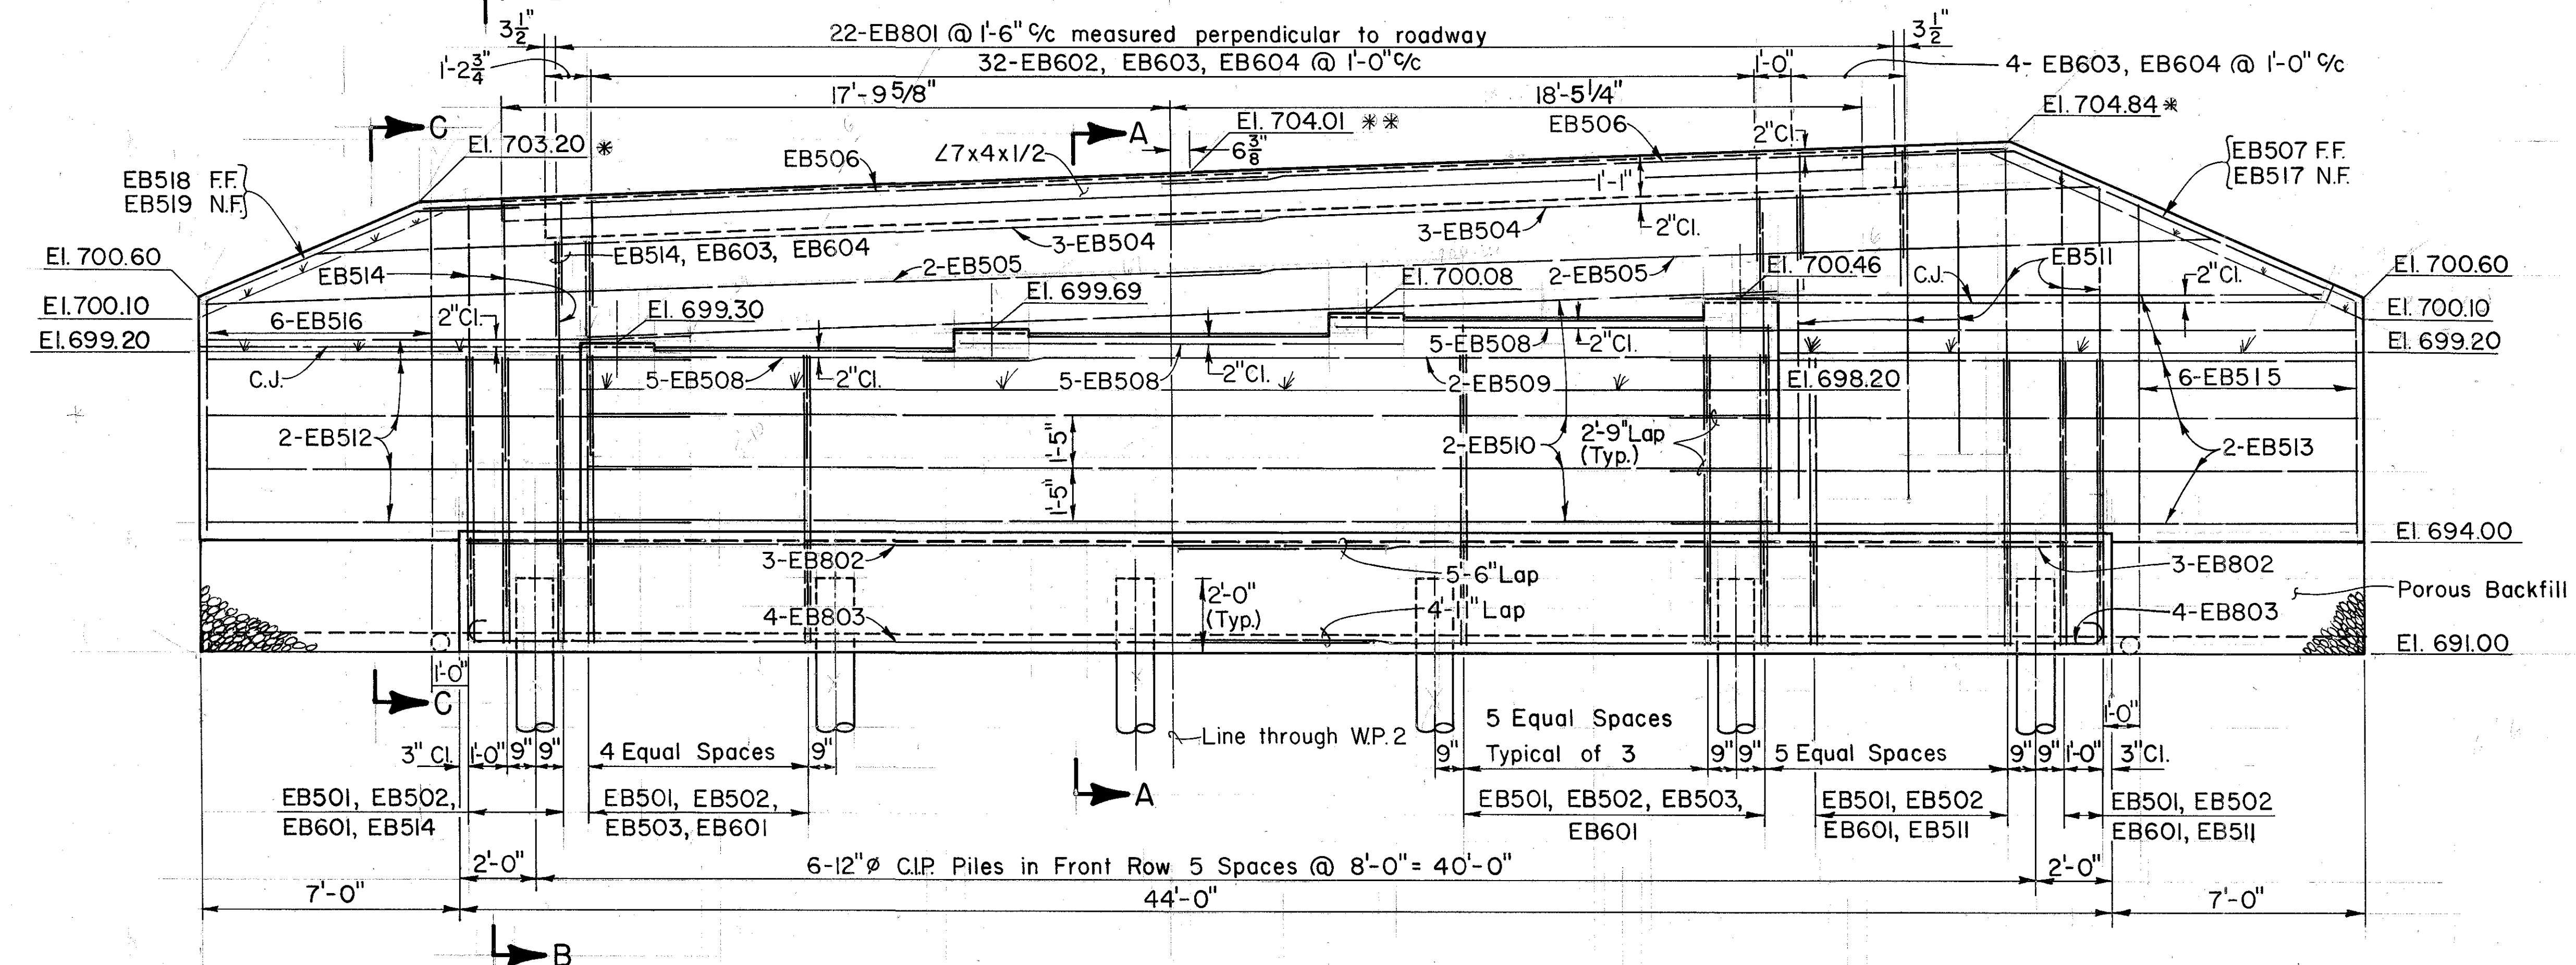 3 1/2"
22-EB801 @ 1'-6" c/c measured perpendicular to roadway
3 1/2"
1'-2 3/4"
32-EB602, EB603, EB604 @ 1'-0" c/c
1'-0"
4- EB603, EB604 @ 1'-0" c/c
17'-9 5/8"
18'-5 1/4"
C
A
El. 703.20 *
EB506
∠7x4x1/2
El. 704.01 **
6 3/8"
EB506
2"Cl.
El. 704.84 *
EB518 F.F.
EB519 N.F.
EB507 F.F.
EB517 N.F.
1'-1"
El. 700.60
EB514, EB603, EB604
3-EB504
3-EB504
2"Cl.
EB514
2-EB505
El. 700.08
2-EB505
El. 700.46
C.J.
EB511
2"Cl.
El. 700.60
El. 700.10
El. 699.30
El. 699.69
El. 700.10
6-EB516
2"Cl.
El. 699.20
El. 699.20
C.J.
5-EB508
2"Cl.
5-EB508
2"Cl.
5-EB508
2"Cl.
2-EB509
El. 698.20
6-EB515
2-EB512
1'-5"
1'-5"
2-EB510
2'-9" Lap
(Typ.)
2-EB513
El. 694.00
3-EB802
5-6" Lap
3-EB802
Porous Backfill
2'-0"
(Typ.)
4-EB803
4'-11" Lap
4-EB803
El. 691.00
1'-0"
C
1'-0"
Line through W.P. 2
5 Equal Spaces
Typical of 3
3" Cl.
1'-0"
9"
9"
4 Equal Spaces
9"
9"
9"
9"
5 Equal Spaces
9"
9"
1'-0"
3"Cl.
A
EB501, EB502,
EB601, EB514
EB501, EB502,
EB503, EB601
EB501, EB502, EB503,
EB601
EB501, EB502
EB601, EB511
EB501, EB502
EB601, EB511
2'-0"
6-12"ø C.I.P. Piles in Front Row 5 Spaces @ 8'-0" = 40'-0"
2'-0"
7'-0"
44'-0"
7'-0"
B